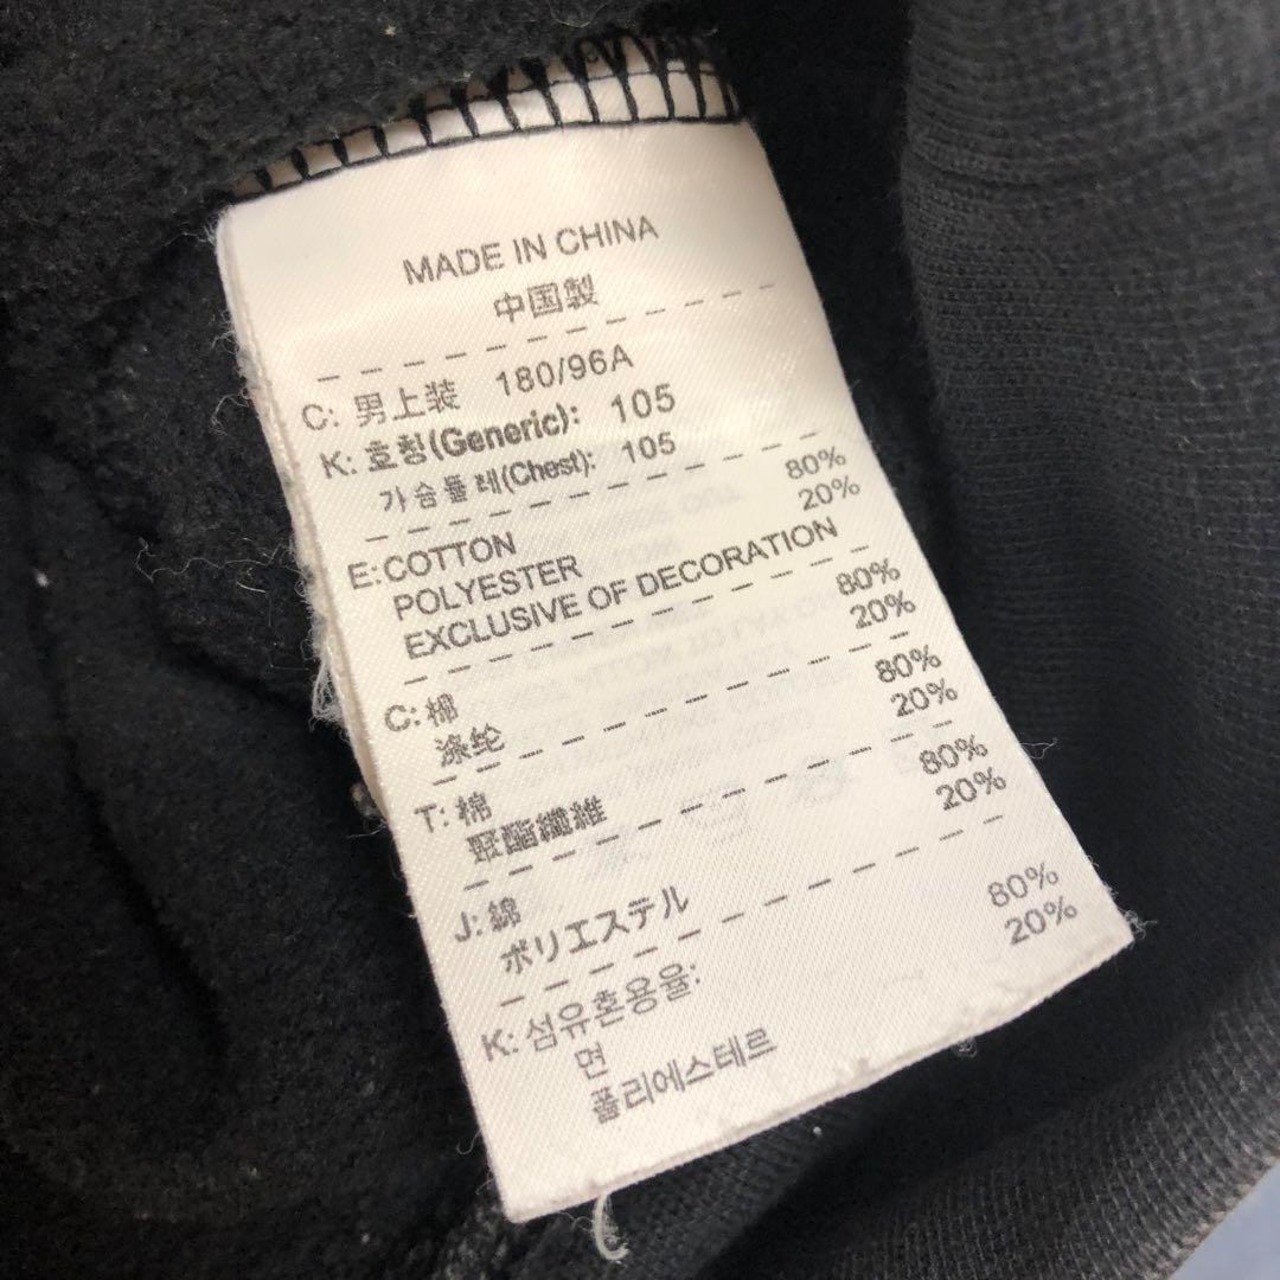 MADE IN CHINA
中国製
C: 男上装 180/96A
K: 호칭(Generic): 105
가슴둘레(Chest): 105
E:COTTON 80%
POLYESTER 20%
EXCLUSIVE OF DECORATION
C: 棉 80%
涤纶 20%
T: 棉 80%
聚酯纖維 20%
J: 綿 80%
ポリエステル 20%
K: 섬유혼용율:
면 80%
폴리에스테르 20%